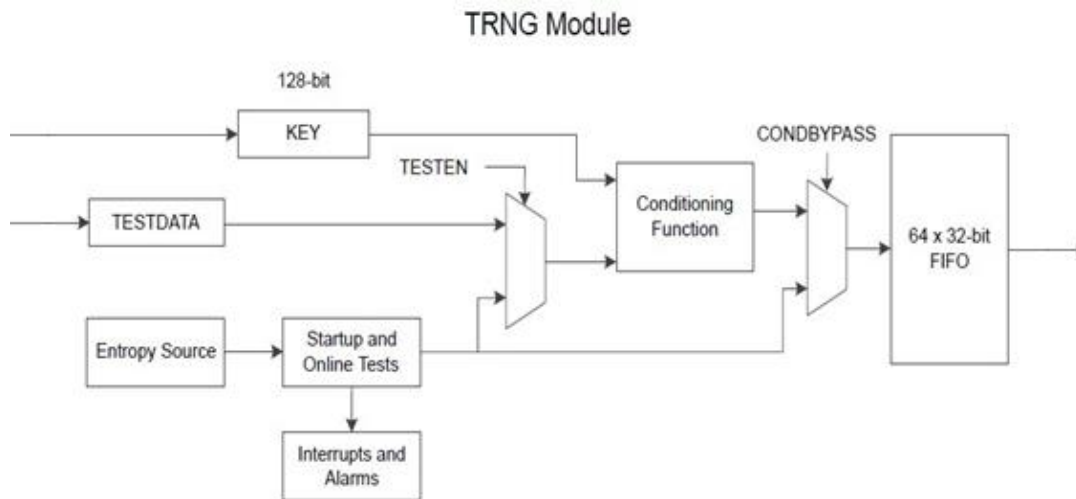 TRNG Module
128-bit
KEY
CONDBYPASS
TESTEN
Conditioning
Function
TESTDATA
64 x 32-bit
FIFO
Entropy Source
Startup and
Online Tests
Interrupts and
Alarms